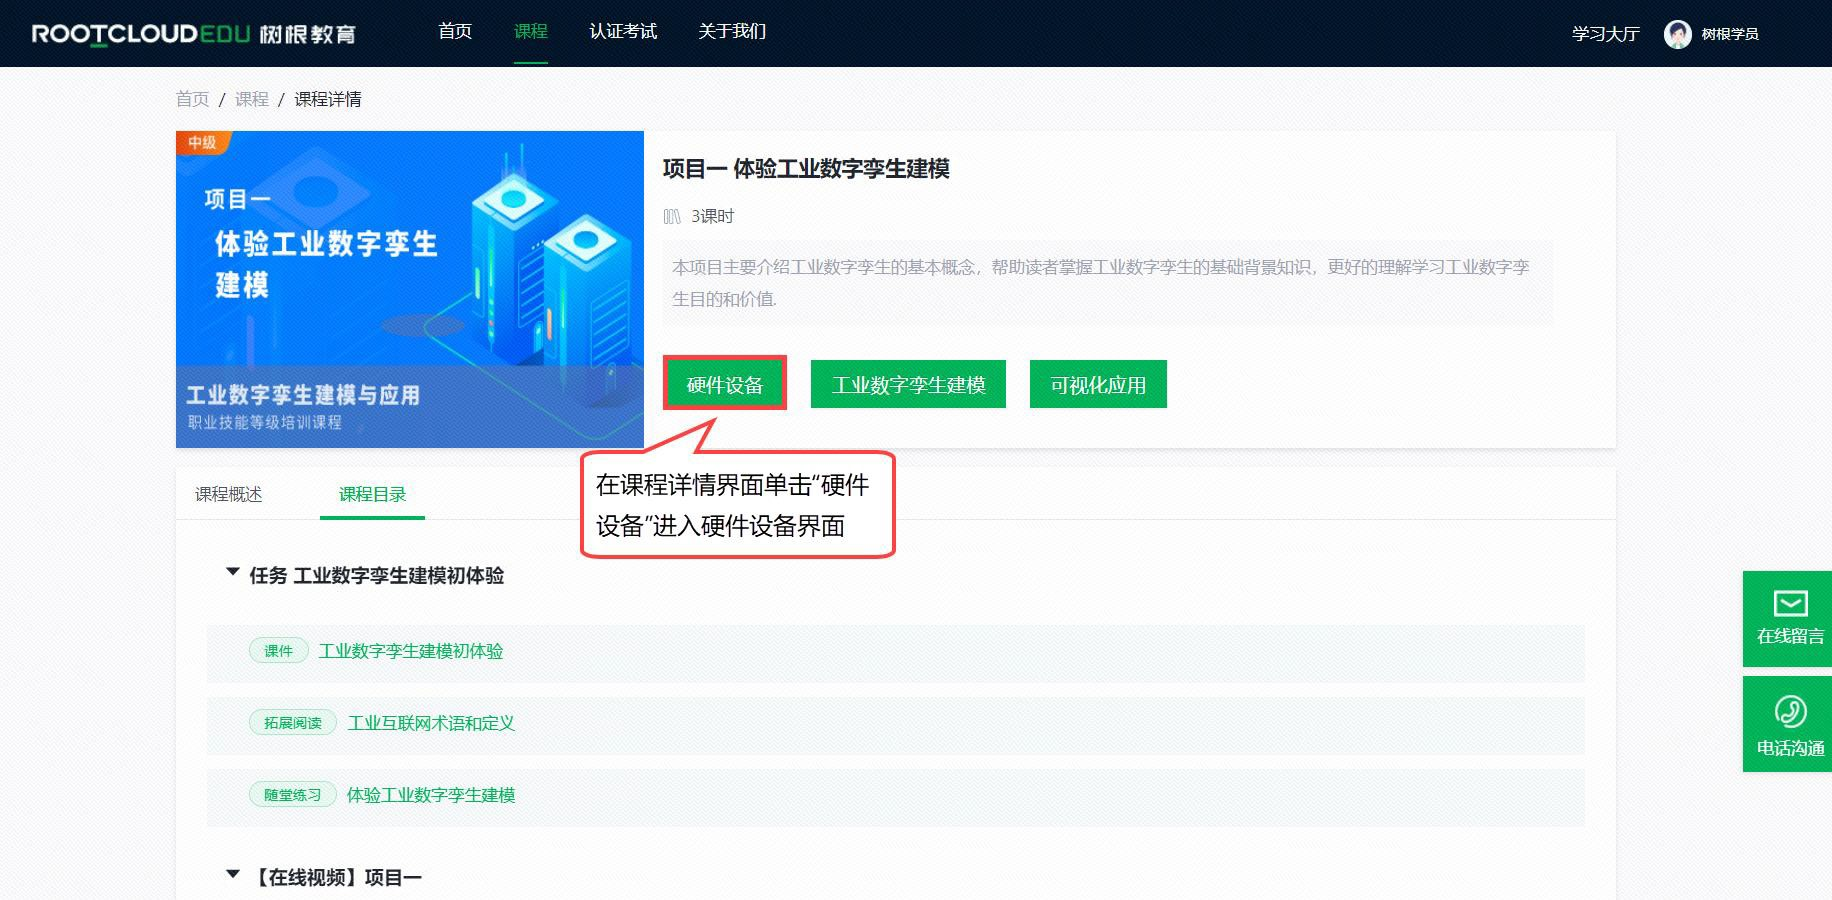 ROOTCLOUDEDU 树根教育
首页 课程 认证考试 关于我们
学习大厅 树根学员
首页 / 课程 / 课程详情
中级
项目一
体验工业数字孪生
建模
工业数字孪生建模与应用
职业技能等级培训课程
项目一 体验工业数字孪生建模
3课时
本项目主要介绍工业数字孪生的基本概念，帮助读者掌握工业数字孪生的基础背景知识，更好的理解学习工业数字孪
生目的和价值.
硬件设备 工业数字孪生建模 可视化应用
在课程详情界面单击“硬件
设备”进入硬件设备界面
课程概述 课程目录
任务 工业数字孪生建模初体验
课件 工业数字孪生建模初体验
拓展阅读 工业互联网术语和定义
随堂练习 体验工业数字孪生建模
【在线视频】项目一
在线留言
电话沟通